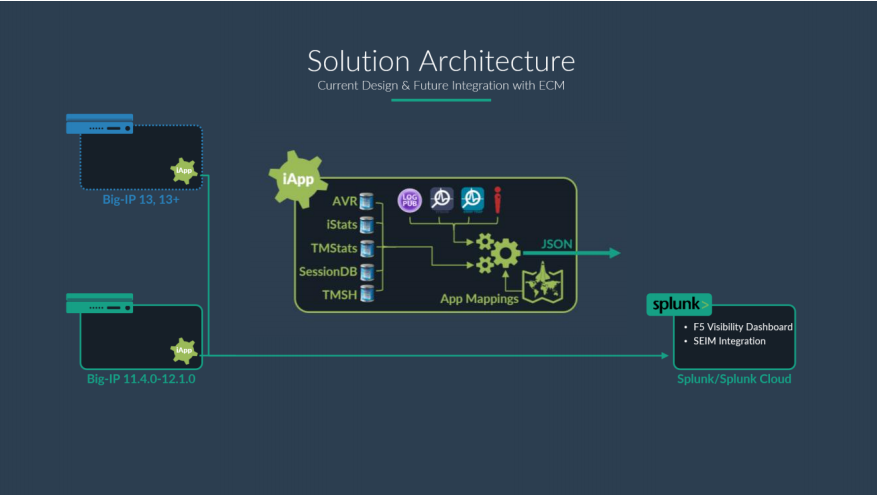 Solution Architecture
Current Design & Future Integration with ECM
iApp
Big-IP 13, 13+
iApp
AVR
iStats
TMStats
SessionDB
TMSH
LOG
PUB
JSON
App Mappings
iApp
Big-IP 11.4.0-12.1.0
splunk>
• F5 Visibility Dashboard
• SEIM Integration
Splunk/Splunk Cloud